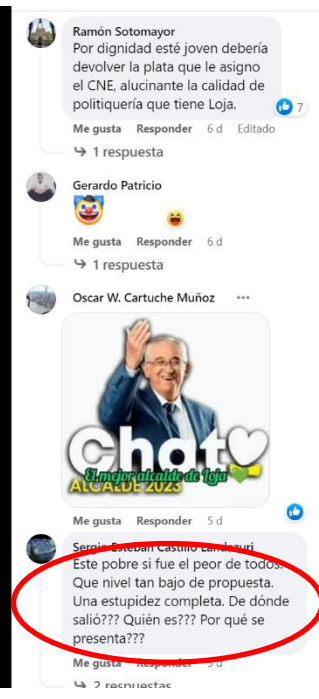 Ramón Sotomayor
Por dignidad esté joven debería
devolver la plata que le asigno
el CNE, alucinante la calidad de
politiquería que tiene Loja.
7
Me gusta Responder 6 d Editado
1 respuesta
Gerardo Patricio
Me gusta Responder 6 d
1 respuesta
Oscar W. Cartuche Muñoz
Chato
El mejor alcalde de loja
ALCALDE 2023
Me gusta Responder 5 d
Sergio Esteban Castillo Landázuri
Este pobre si fue el peor de todos.
Que nivel tan bajo de propuesta.
Una estupidez completa. De dónde
salió??? Quién es??? Por qué se
presenta???
Me gusta Responder 5 d
2 respuestas